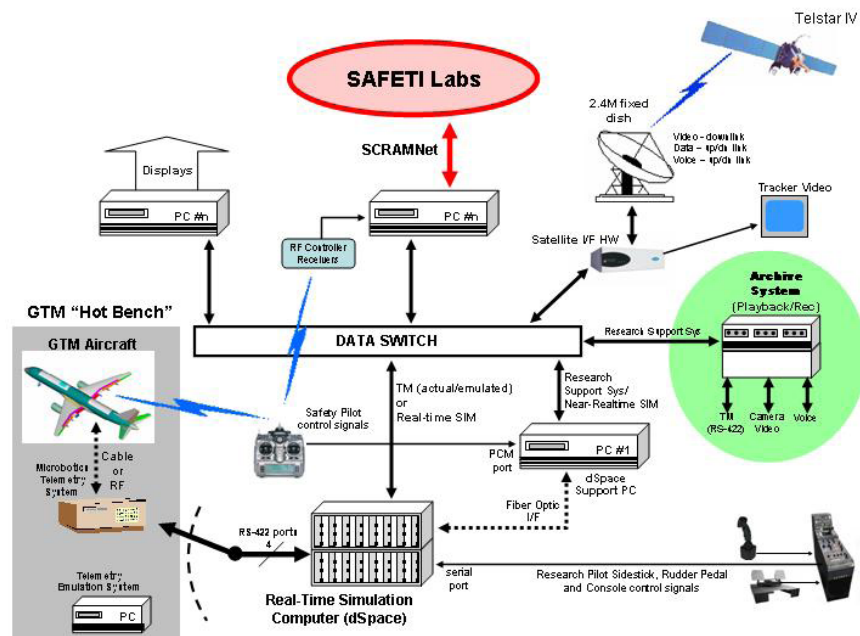 Telstar IV
SAFETI Labs
2.4M fixed
dish
Video - downlink
Data – up/dn link
Voice – up/dn link
SCRAMNet
Displays
PC #n
PC #n
Tracker Video
RF Controller
Receivers
Satellite I/F HW
Archive
System
(Playback/Rec)
GTM "Hot Bench"
GTM Aircraft
DATA SWITCH
Research Support Sys
TM (actual/emulated)
or
Real-time SIM
Research
Support Sys/
Near-Realtime SIM
Safety Pilot
control signals
TM
(RS-422)
Camera
Video
Voice
Cable
or
RF
Microbotics
Telemetry
System
PCM
port
PC #1
dSpace
Support PC
Fiber Optic
I/F
RS-422 ports
4
Telemetry
Emulation System
PC
serial
port
Research Pilot Sidestick, Rudder Pedal
and Console control signals
Real-Time Simulation
Computer (dSpace)